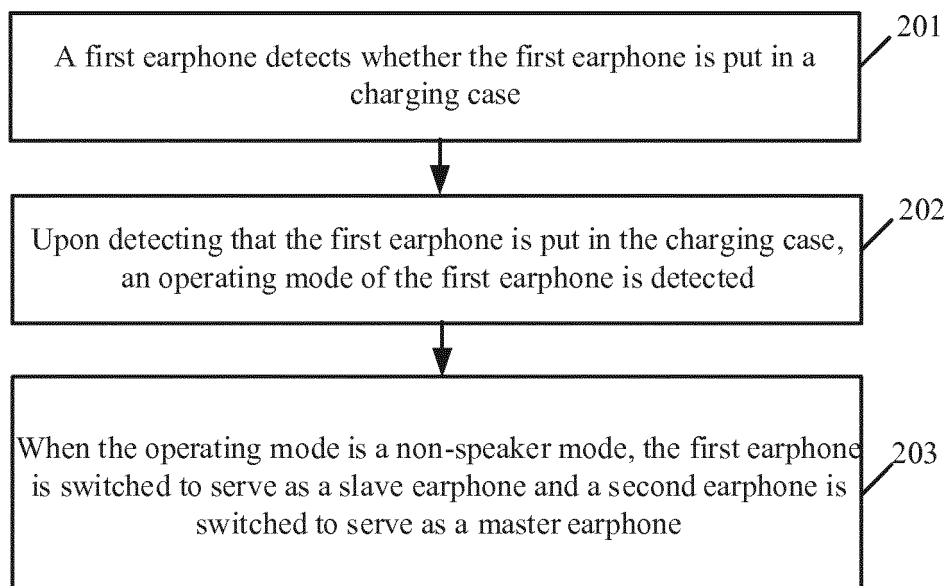 201
A first earphone detects whether the first earphone is put in a
charging case
202
Upon detecting that the first earphone is put in the charging case,
an operating mode of the first earphone is detected
When the operating mode is a non-speaker mode, the first earphone
203
is switched to serve as a slave earphone and a second earphone is
switched to serve as a master earphone